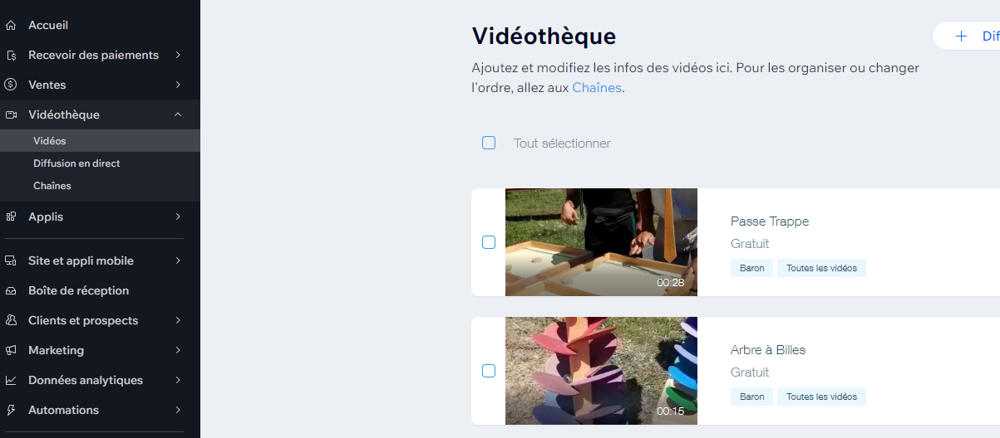 Accueil
Recevoir des paiements
Ventes
Vidéothèque
Vidéos
Diffusion en direct
Chaînes
Applis
Site et appli mobile
Boîte de réception
Clients et prospects
Marketing
Données analytiques
Automations
Vidéothèque
+ Dif
Ajoutez et modifiez les infos des vidéos ici. Pour les organiser ou changer
l'ordre, allez aux Chaînes.
Tout sélectionner
00:28
Passe Trappe
Gratuit
Baron Toutes les vidéos
00:15
Arbre à Billes
Gratuit
Baron Toutes les vidéos